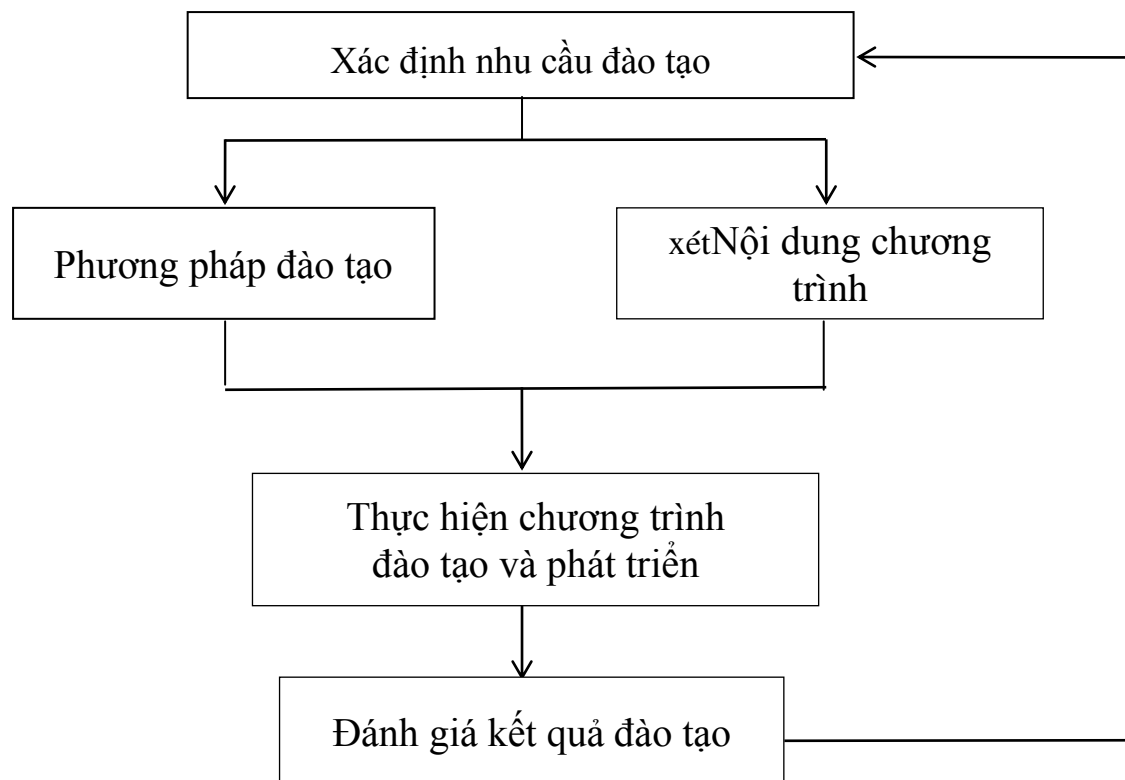 Xác định nhu cầu đào tạo
Phương pháp đào tạo
xétNội dung chương
trình
Thực hiện chương trình
đào tạo và phát triển
Đánh giá kết quả đào tạo